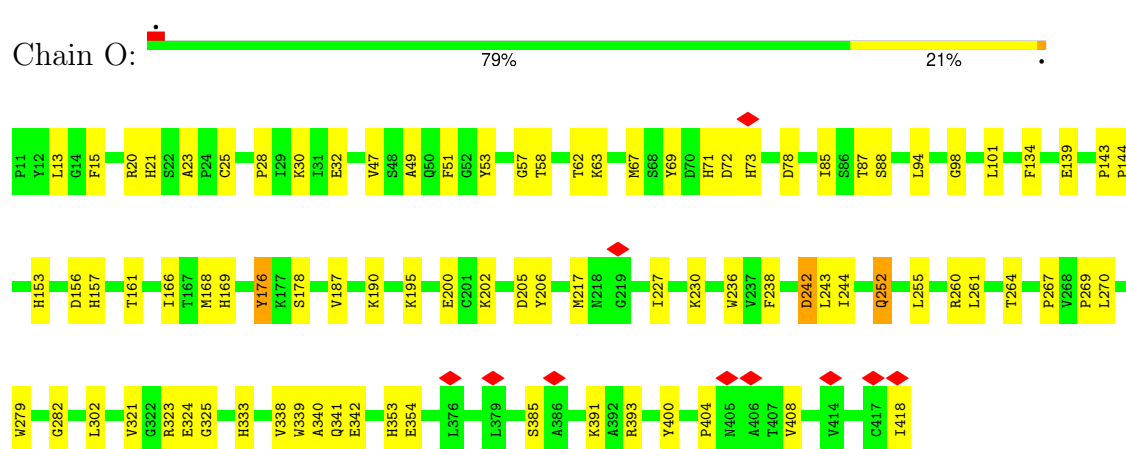 Chain O:
79% 21%
P11 Y12 L13 G14 F15 R20 H21 S22 A23 P24 C25 P28 I29 K30 I31 E32 V47 S48 A49 Q50 F51 G52 Y53 G57 T58 T62 K63 M67 S68 Y69 D70 H71 D72 H73 D78 I85 S86 T87 S88 L94 G98 L101 F134 E139 P143 P144
H153 D156 H157 T161 I166 T167 M168 H169 Y176 K177 S178 V187 K190 K195 E200 C201 K202 D205 Y206 M217 N218 G219 I227 K230 W236 V237 F238 D242 L243 I244 Q252 L255 R260 L261 T264 P267 V268 P269 L270
W279 G282 L302 V321 G322 R323 E324 G325 H333 V338 W339 A340 Q341 E342 H353 E354 L376 L379 S385 A386 K391 A392 R393 Y400 P404 N405 A406 T407 V408 V414 C417 I418